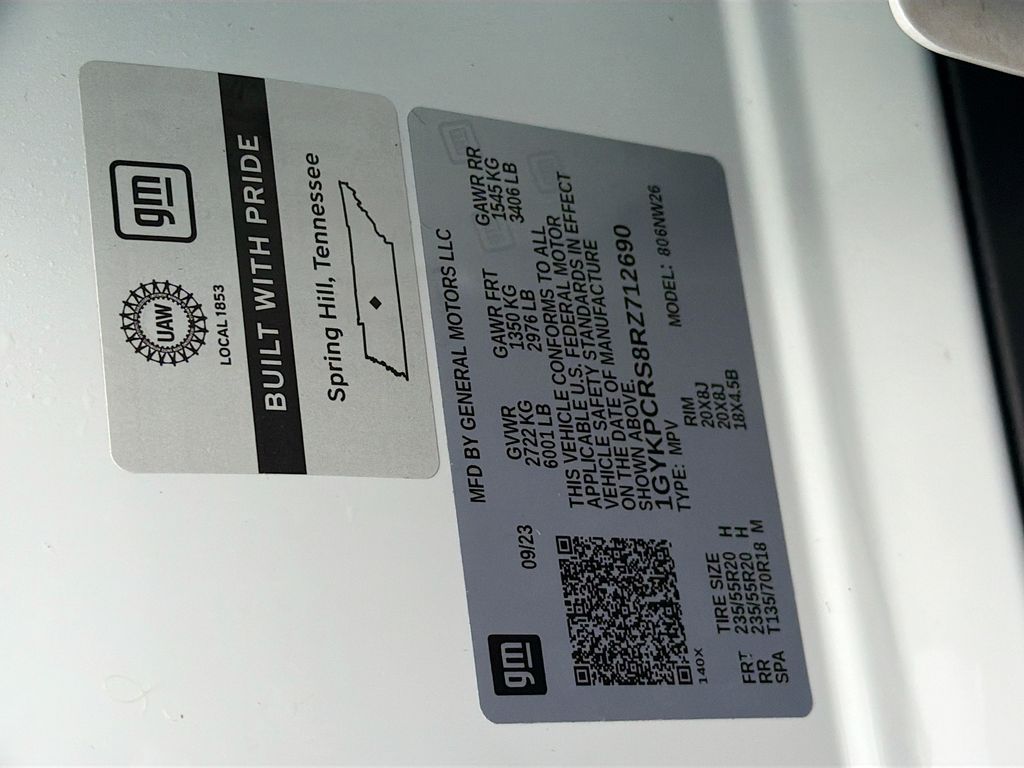 gm
UAW
LOCAL 1853
BUILT WITH PRIDE
Spring Hill, Tennessee
gm
09/23
MFD BY GENERAL MOTORS LLC
GVWR GAWR FRT GAWR RR
2722 KG 1350 KG 1545 KG
6001 LB 2976 LB 3406 LB
THIS VEHICLE CONFORMS TO ALL
APPLICABLE U.S. FEDERAL MOTOR
VEHICLE SAFETY STANDARDS IN EFFECT
ON THE DATE OF MANUFACTURE
SHOWN ABOVE.
1GYKPCRS8RZ712690
TYPE: MPV MODEL: 806NW26
140X
TIRE SIZE RIM
FRT 235/55R20 H 20X8J
RR 235/55R20 H 20X8J
SPA T135/70R18 M 18X4.5B